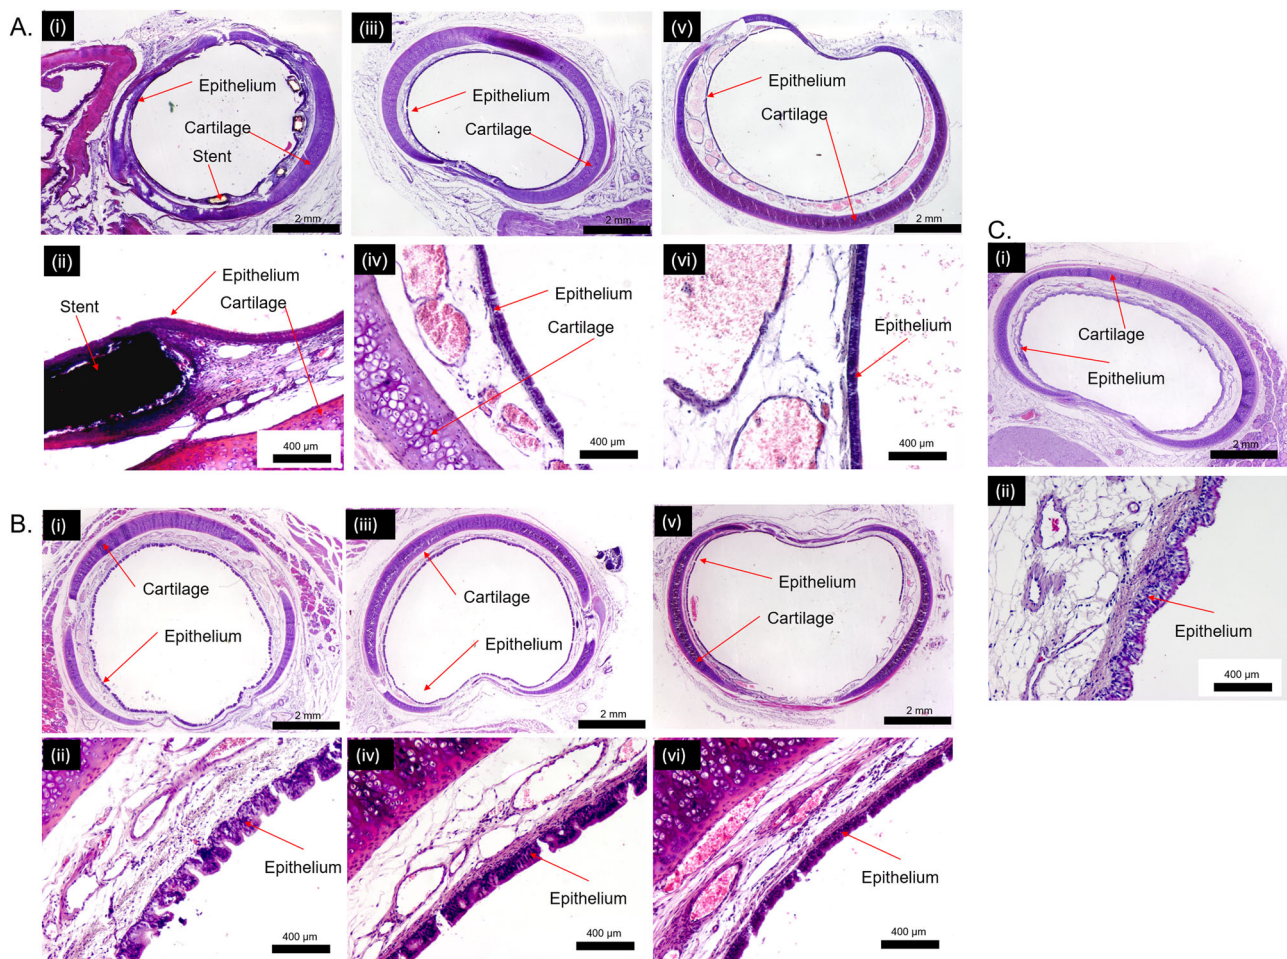 A.
(i)
Epithelium
Cartilage
Stent
2 mm
(iii)
Epithelium
Cartilage
2 mm
(v)
Epithelium
Cartilage
2 mm
(ii)
Epithelium
Stent
Cartilage
400 µm
(iv)
Epithelium
Cartilage
400 µm
(vi)
Epithelium
400 µm
B.
(i)
Cartilage
Epithelium
2 mm
(iii)
Cartilage
Epithelium
2 mm
(v)
Epithelium
Cartilage
2 mm
(ii)
Epithelium
400 µm
(iv)
Epithelium
400 µm
(vi)
Epithelium
400 µm
C.
(i)
Cartilage
Epithelium
2 mm
(ii)
Epithelium
400 µm